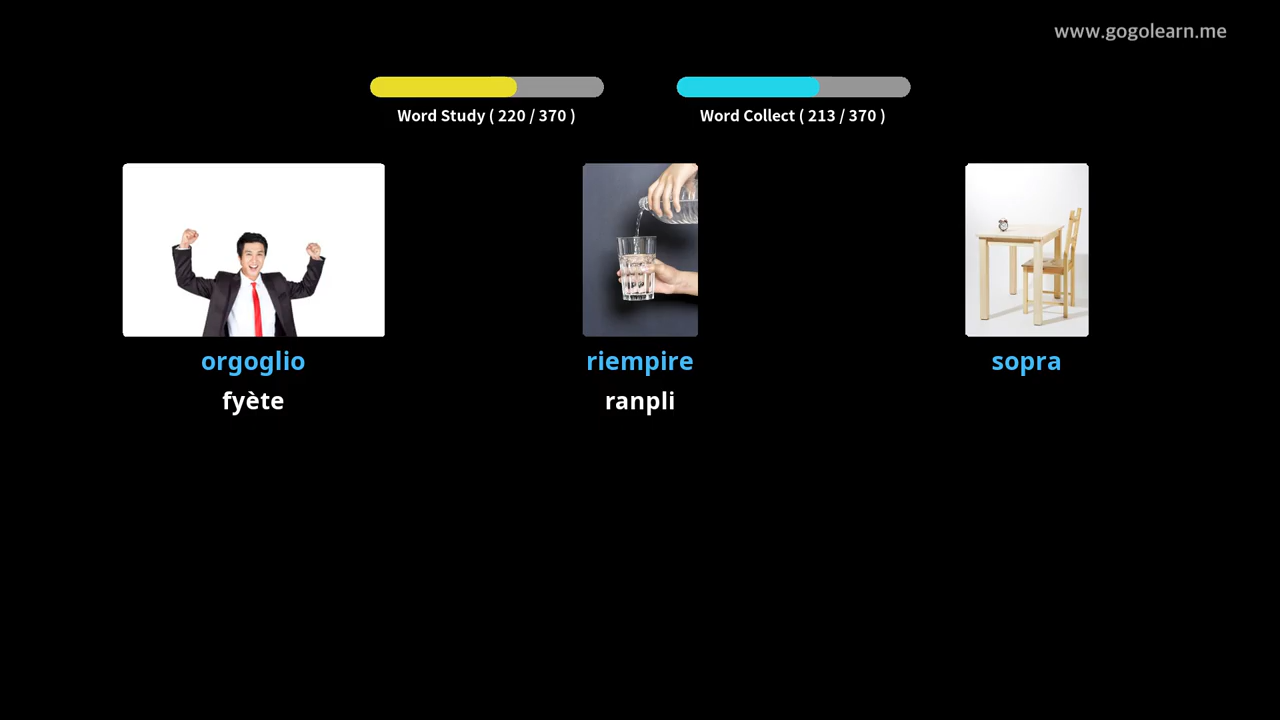 www.gogolearn.me
Word Study ( 220 / 370 )
Word Collect ( 213 / 370 )
orgoglio
fyète
riempire
ranpli
sopra